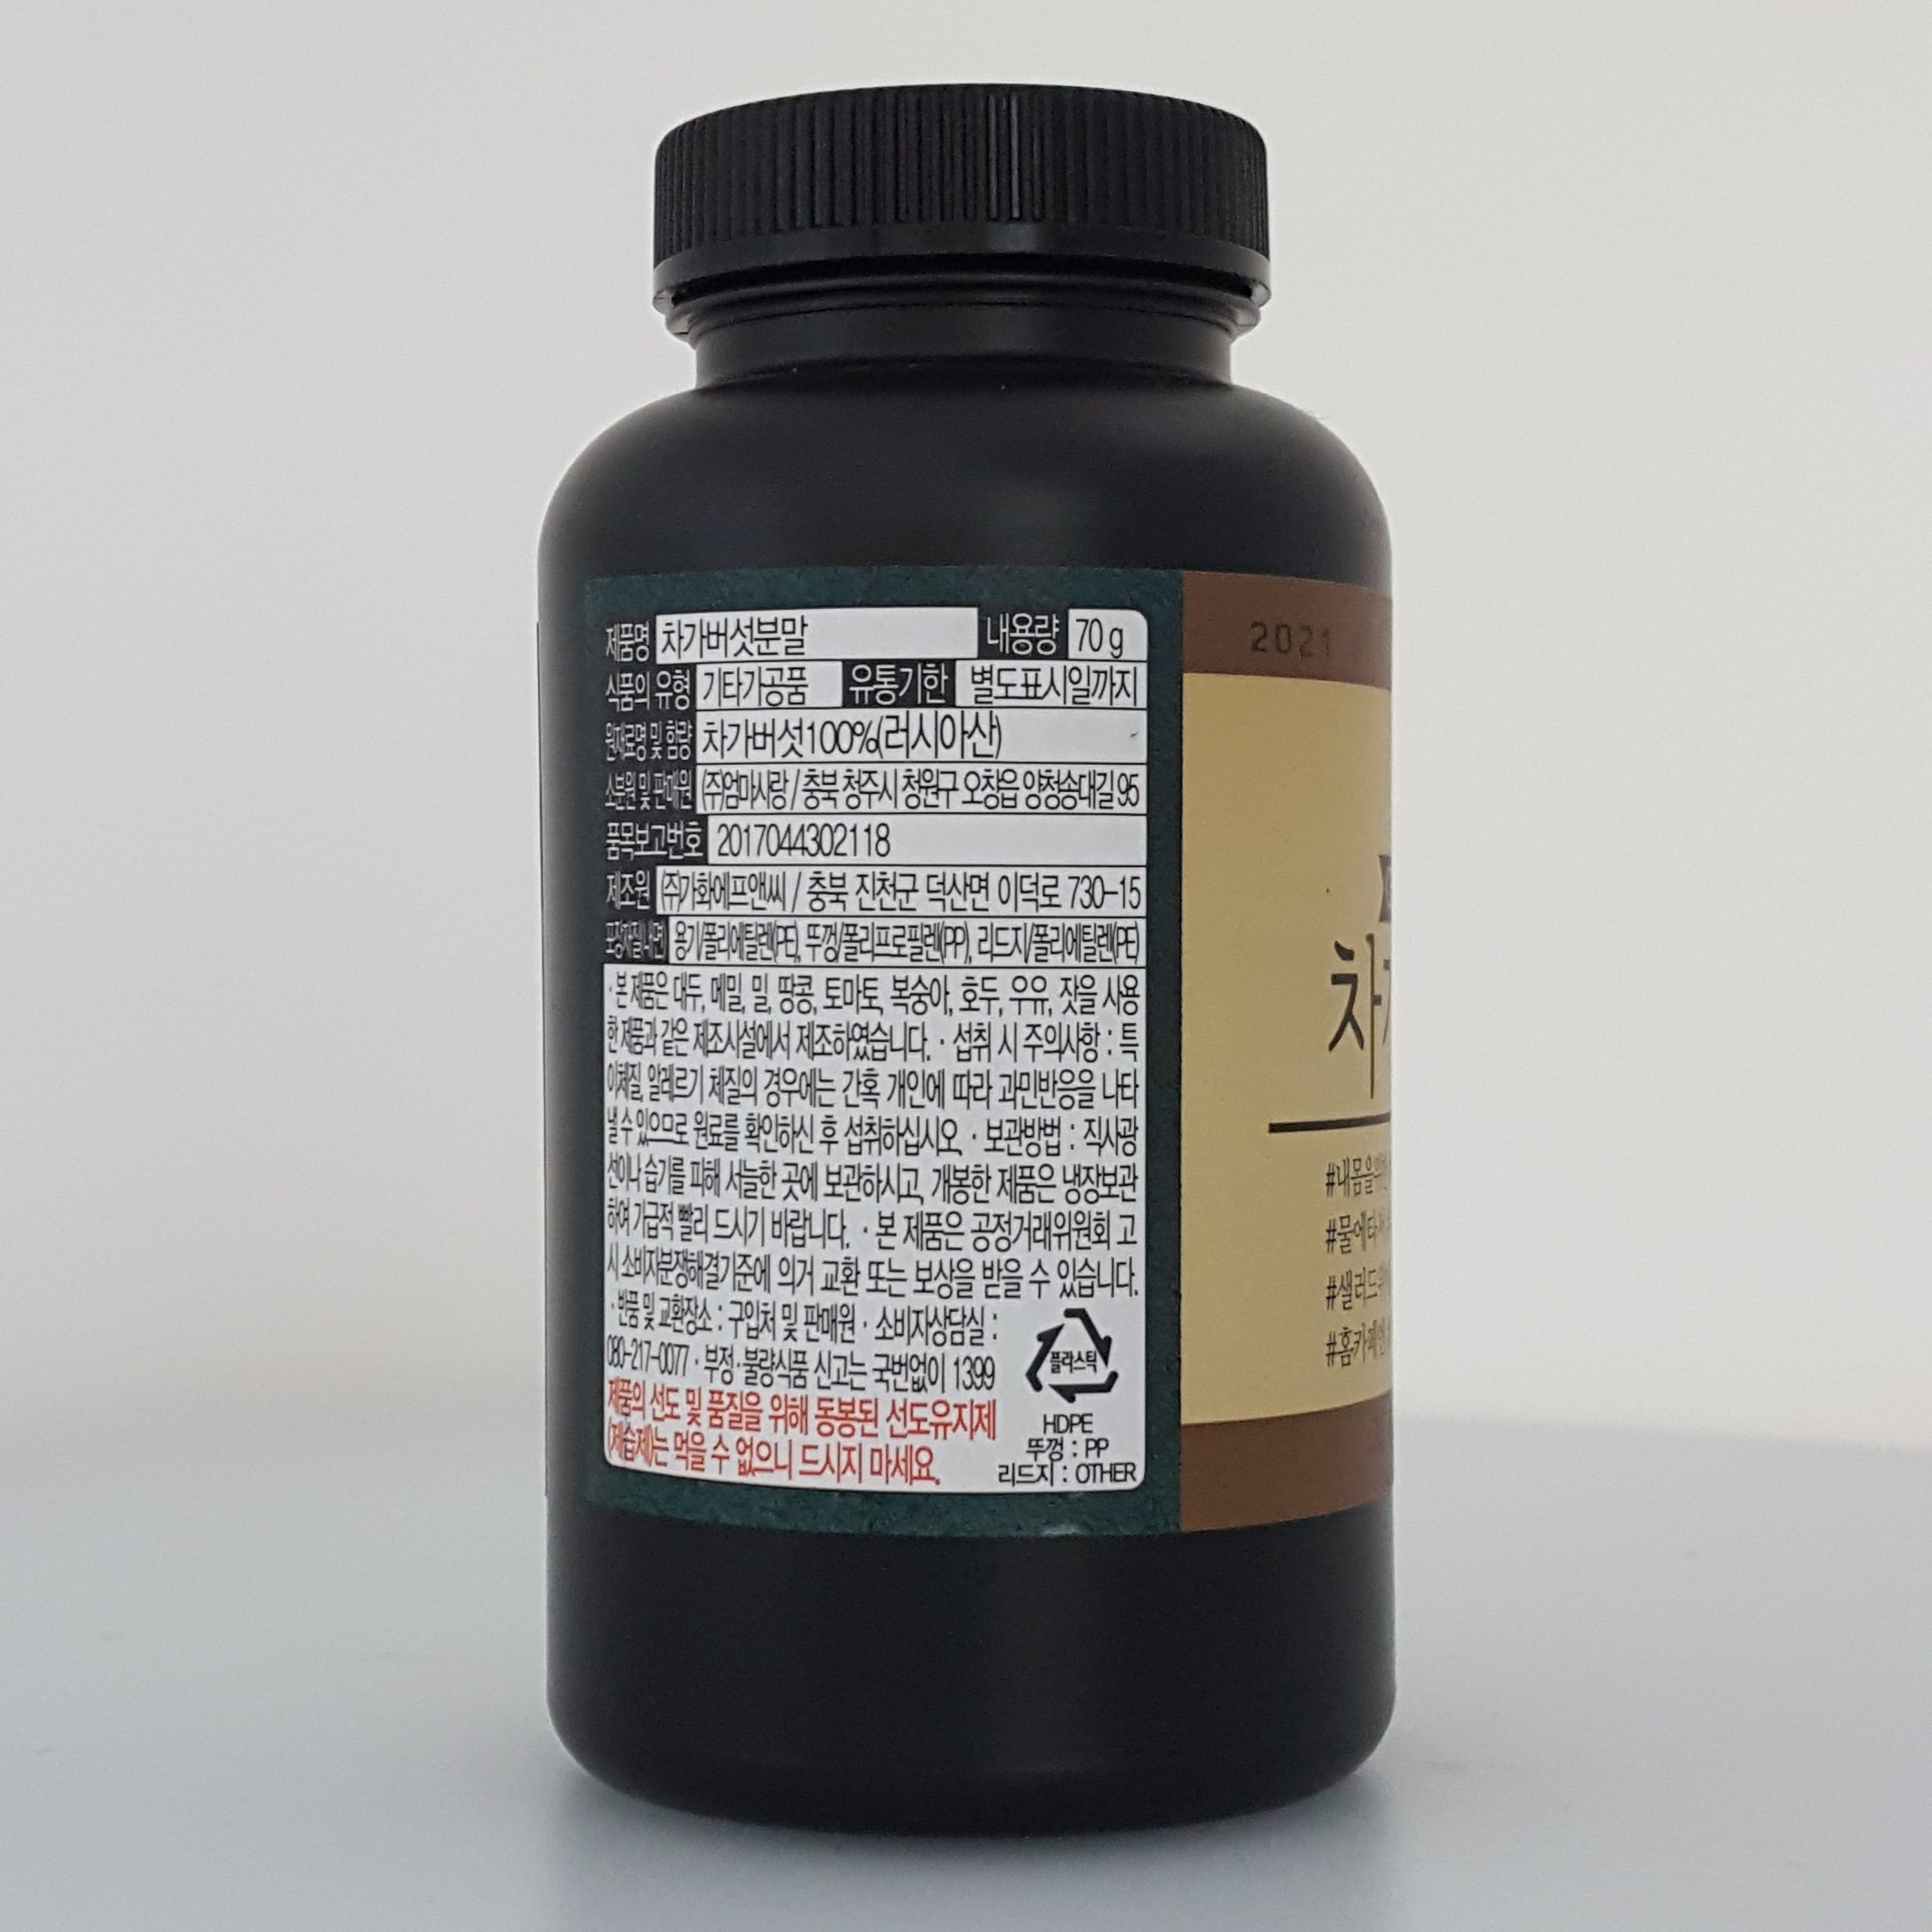 제품명 차가버섯분말 내용량 70 g
식품의 유형 기타가공품 유통기한 별도표시일까지
원재료명 및 함량 차가버섯100%(러시아산)
소분원 및 판매원 (주)엄마사랑 / 충북 청주시 청원구 오창읍 양청송대길 95
품목보고번호 2017044302118
제조원 (주)가화에프앤씨 / 충북 진천군 덕산면 이덕로 730-15
포장재질(내면) 용기/폴리에틸렌(PE), 뚜껑/폴리프로필렌(PP), 리드지/폴리에틸렌(PE)
· 본 제품은 대두, 메밀, 밀, 땅콩, 토마토, 복숭아, 호두, 우유, 잣을 사용
한 제품과 같은 제조시설에서 제조하였습니다. · 섭취 시 주의사항 : 특
이체질, 알레르기 체질의 경우에는 간혹 개인에 따라 과민반응을 나타
낼 수 있으므로 원료를 확인하신 후 섭취하십시오. · 보관방법 : 직사광
선이나 습기를 피해 서늘한 곳에 보관하시고, 개봉한 제품은 냉장보관
하여 가급적 빨리 드시기 바랍니다. · 본 제품은 공정거래위원회 고
시 소비자분쟁해결기준에 의거 교환 또는 보상을 받을 수 있습니다.
· 반품 및 교환장소 : 구입처 및 판매원 · 소비자상담실 :
080-217-0077 · 부정·불량식품 신고는 국번없이 1399
제품의 선도 및 품질을 위해 동봉된 선도유지제
(제습제)는 먹을 수 없으니 드시지 마세요.
플라스틱
HDPE
뚜껑 : PP
리드지 : OTHER
2021
차
#내몸을위한
#물에타
#샐러드
#홈카페